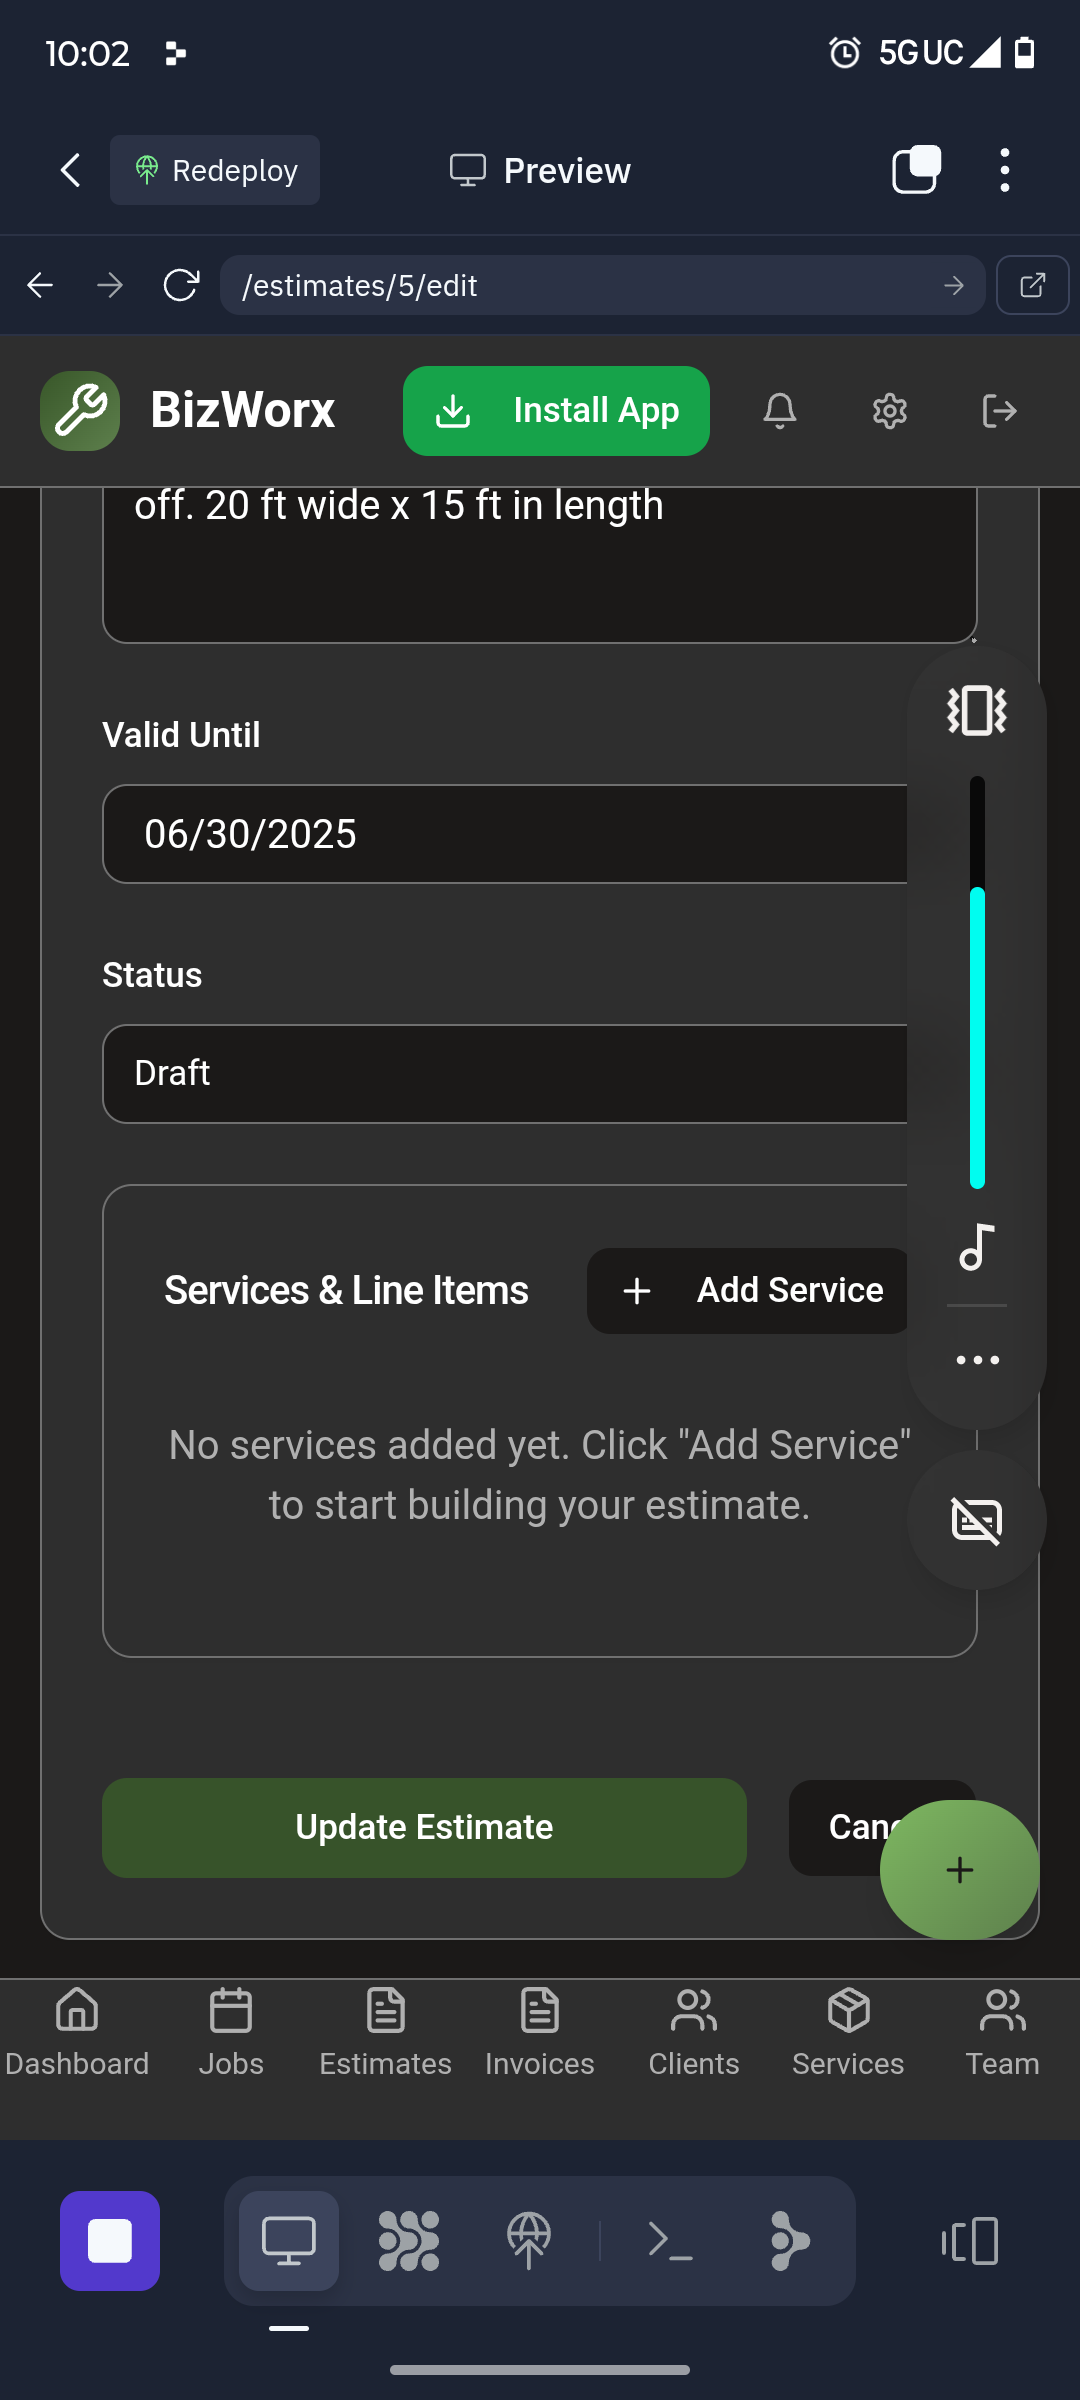 10:02
5G UC
Redeploy
Preview
/estimates/5/edit
BizWorx
Install App
off. 20 ft wide x 15 ft in length
Valid Until
06/30/2025
Status
Draft
Services & Line Items
Add Service
No services added yet. Click "Add Service"
to start building your estimate.
Update Estimate
Canc
Dashboard
Jobs
Estimates
Invoices
Clients
Services
Team